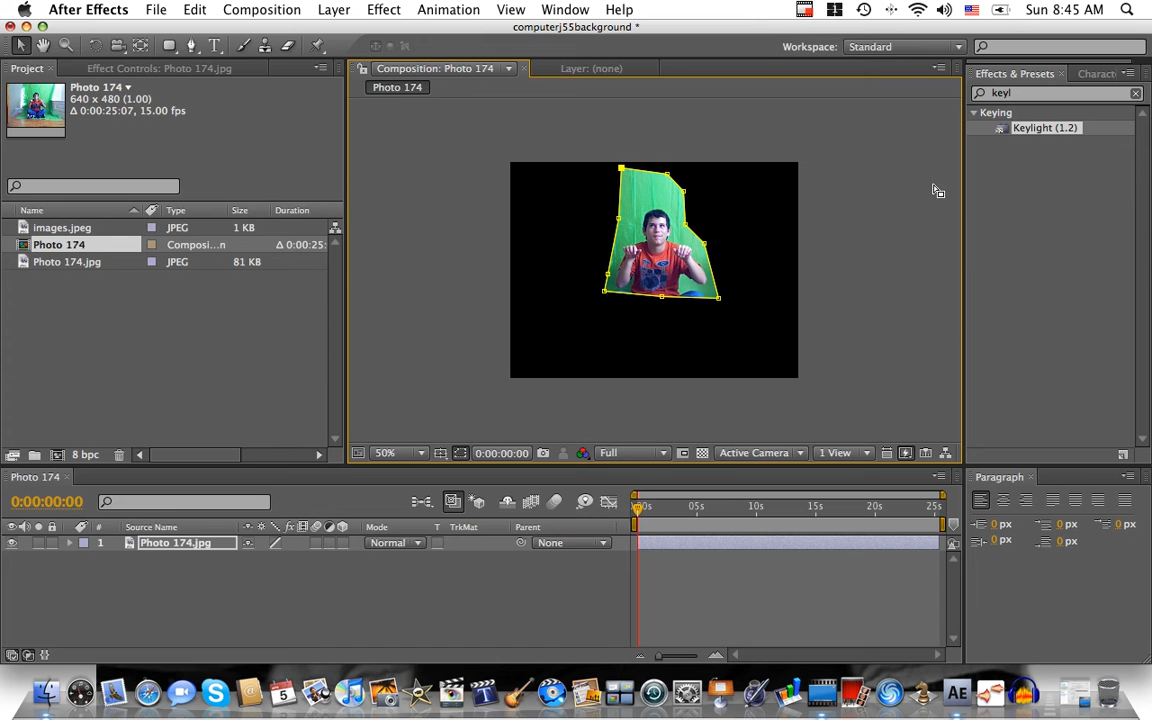 After Effects File Edit Composition Layer Effect Animation View Window Help Sun 8:45 AM
computerj55background *
Workspace: Standard
Project Effect Controls: Photo 174 Composition: Photo 174 Layer: (none) Effects & Presets Charact
Photo 174
640 x 480 (1.00)
Δ 0:00:25:07, 15.00 fps
Photo 174
keyl
Keying
Keylight (1.2)
Name Type Size Duration
images.jpeg JPEG 1 KB
Photo 174 Composi...n Δ 0:00:25:
Photo 174.jpg JPEG 81 KB
8 bpc 50% 0:00:00:00 Full Active Camera 1 View
Photo 174 Paragraph
0:00:00:00 00s 05s 10s 15s 20s 25s
# Source Name Mode T TrkMat Parent
1 Photo 174.jpg Normal None
0 px 0 px 0 px
0 px 0 px
5 AE